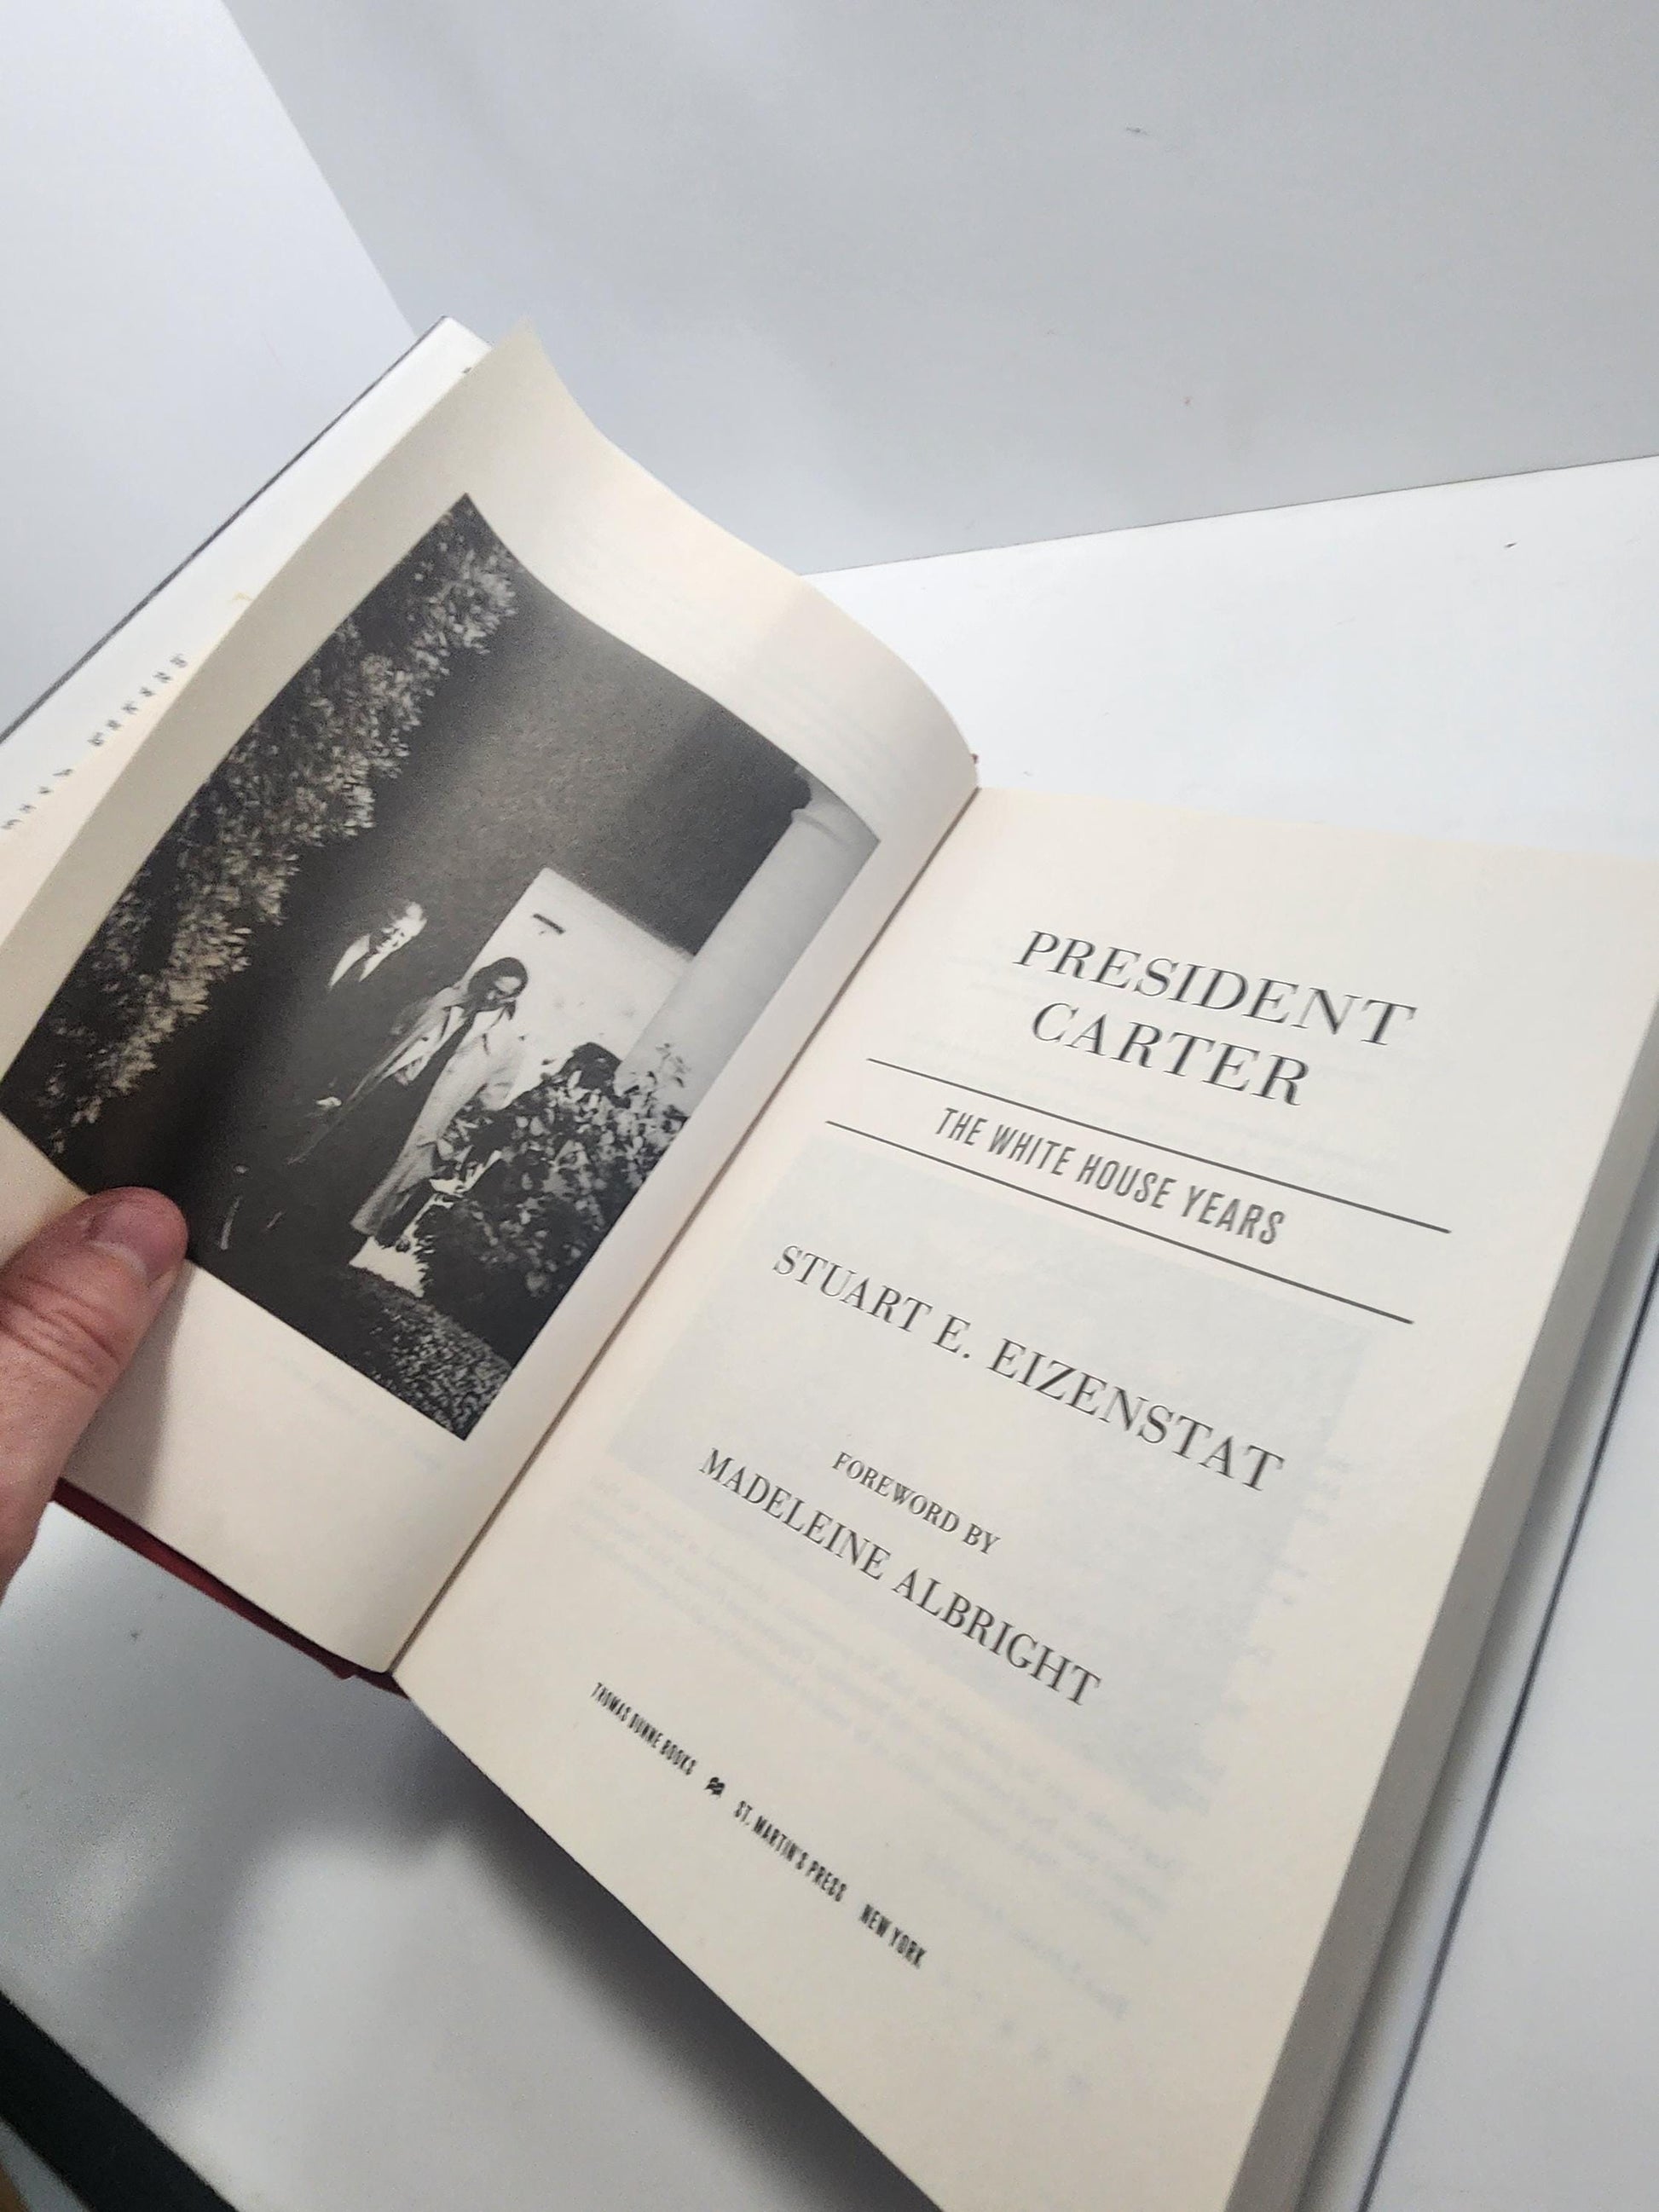 PRESIDENT
CARTER
THE WHITE HOUSE YEARS
STUART E. EIZENSTAT
FOREWORD BY
MADELEINE ALBRIGHT
THOMAS DUNNE BOOKS ST. MARTIN'S PRESS NEW YORK